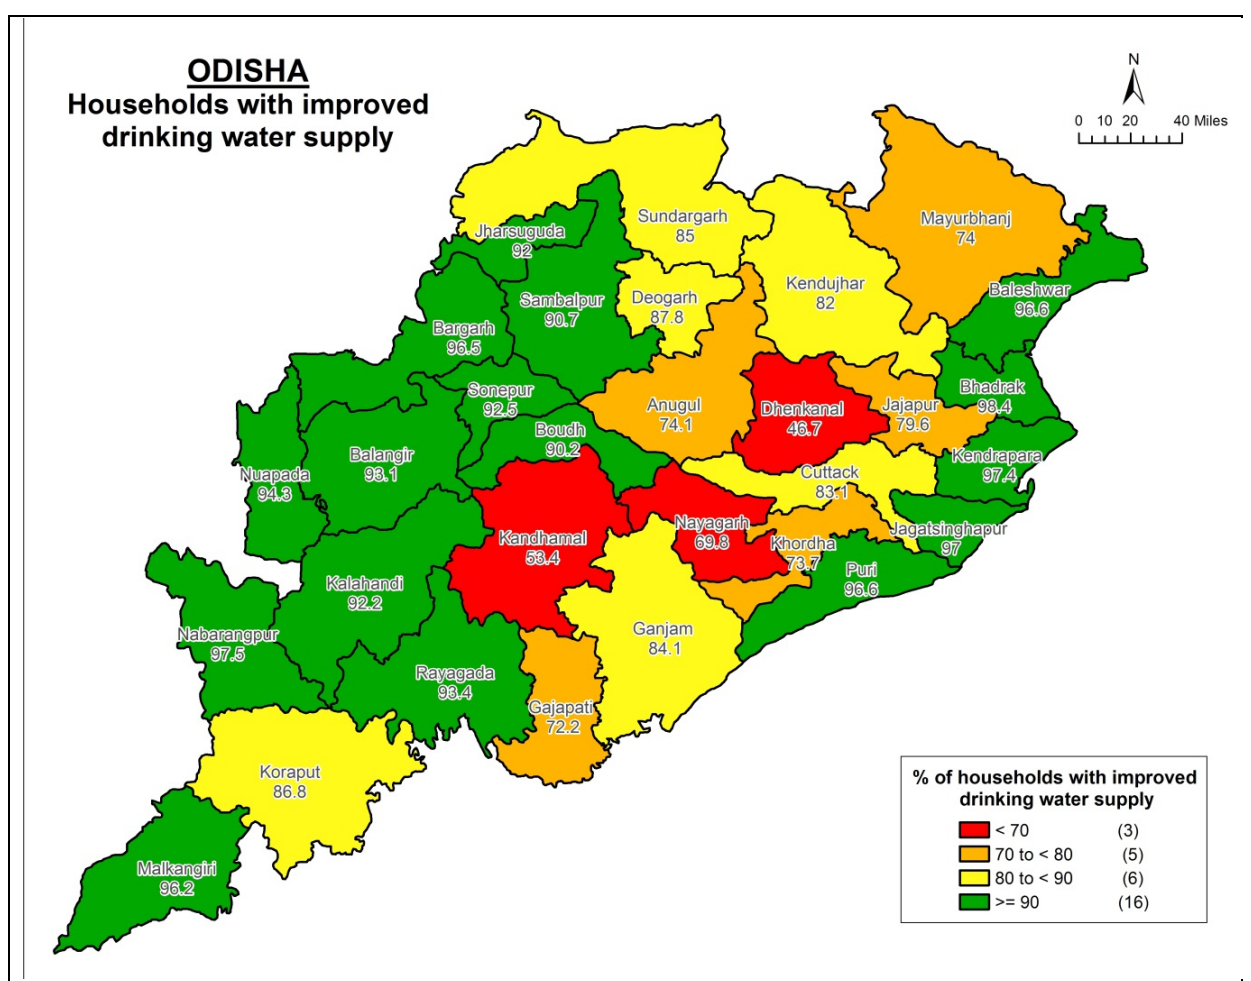 ODISHA
Households with improved
drinking water supply
N
0 10 20 40 Miles
Sundargarh
85
Mayurbhanj
74
Jharsuguda
92
Kendujhar
82
Baleshwar
96.6
Sambalpur
90.7
Deogarh
87.8
Bargarh
96.5
Bhadrak
98.4
Sonepur
92.5
Anugul
74.1
Dhenkanal
46.7
Jajapur
79.6
Boudh
90.2
Balangir
93.1
Kendrapara
97.4
Nuapada
94.3
Cuttack
83.1
Nayagarh
69.8
Jagatsinghapur
97
Kandhamal
53.4
Khordha
73.7
Puri
96.6
Kalahandi
92.2
Nabarangpur
97.5
Ganjam
84.1
Rayagada
93.4
Gajapati
72.2
Koraput
86.8
Malkangiri
96.2
% of households with improved
drinking water supply
< 70 (3)
70 to < 80 (5)
80 to < 90 (6)
>= 90 (16)